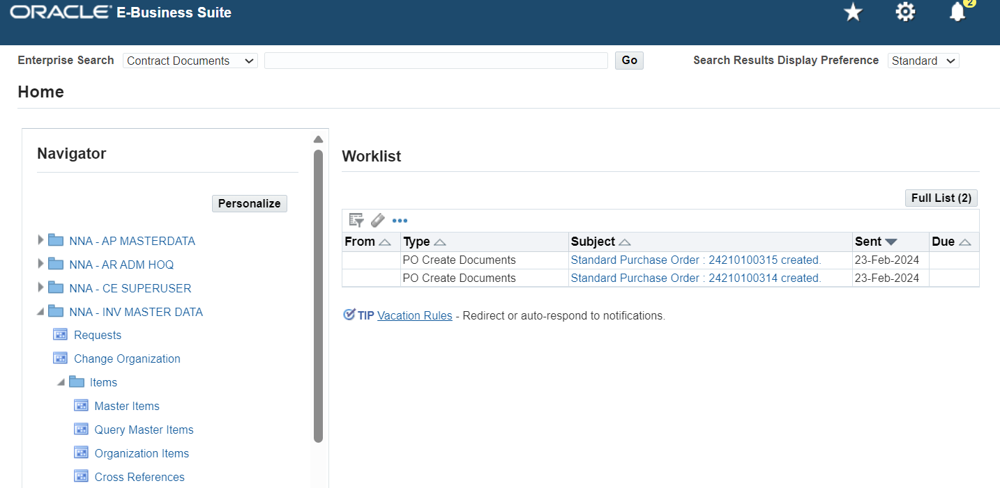 ORACLE® E-Business Suite
2
Enterprise Search Contract Documents Go Search Results Display Preference Standard
Home
Navigator
Personalize
NNA - AP MASTERDATA
NNA - AR ADM HOQ
NNA - CE SUPERUSER
NNA - INV MASTER DATA
Requests
Change Organization
Items
Master Items
Query Master Items
Organization Items
Cross References
Worklist
Full List (2)
From Type Subject Sent Due
PO Create Documents Standard Purchase Order : 24210100315 created. 23-Feb-2024
PO Create Documents Standard Purchase Order : 24210100314 created. 23-Feb-2024
TIP Vacation Rules - Redirect or auto-respond to notifications.